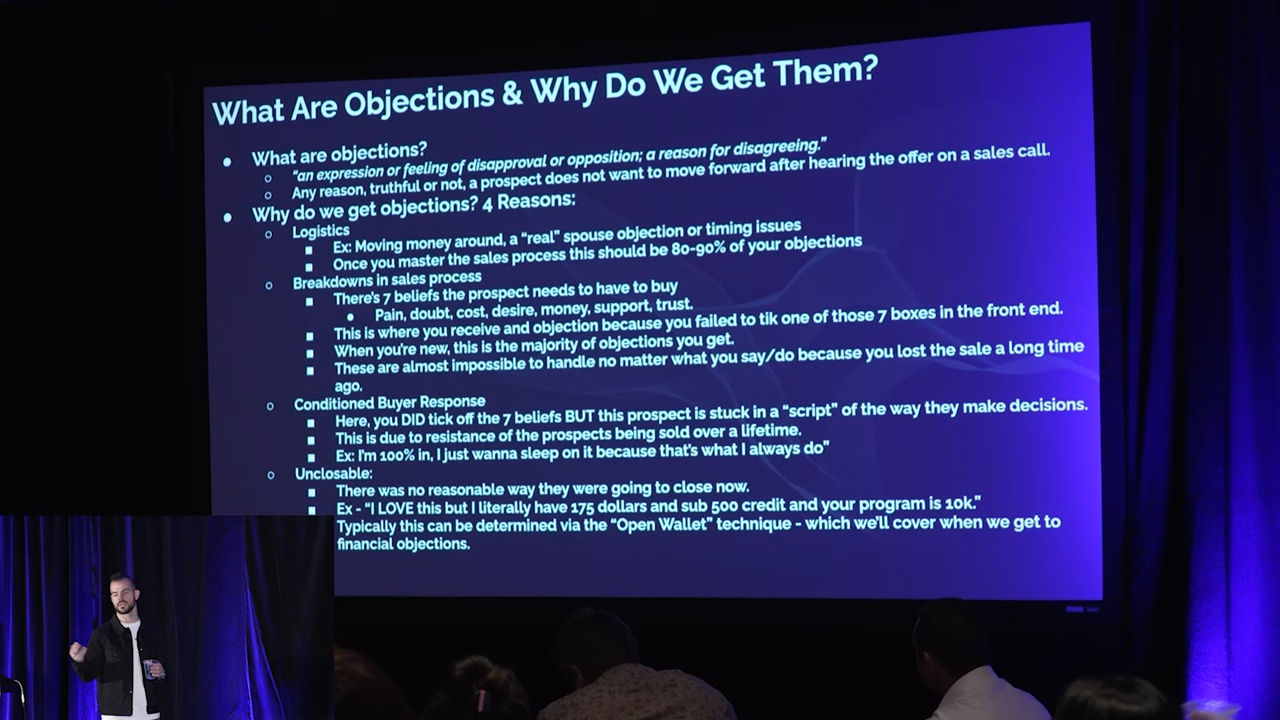 What Are Objections & Why Do We Get Them?
● What are objections?
○ "an expression or feeling of disapproval or opposition; a reason for disagreeing."
○ Any reason, truthful or not, a prospect does not want to move forward after hearing the offer on a sales call.
● Why do we get objections? 4 Reasons:
○ Logistics
■ Ex: Moving money around, a "real" spouse objection or timing issues
■ Once you master the sales process this should be 80-90% of your objections
○ Breakdowns in sales process
■ There's 7 beliefs the prospect needs to have to buy
● Pain, doubt, cost, desire, money, support, trust.
■ This is where you receive and objection because you failed to tik one of those 7 boxes in the front end.
■ When you're new, this is the majority of objections you get.
■ These are almost impossible to handle no matter what you say/do because you lost the sale a long time
ago.
○ Conditioned Buyer Response
■ Here, you DID tick off the 7 beliefs BUT this prospect is stuck in a "script" of the way they make decisions.
■ This is due to resistance of the prospects being sold over a lifetime.
■ Ex: I'm 100% in, I just wanna sleep on it because that's what I always do"
○ Unclosable:
■ There was no reasonable way they were going to close now.
■ Ex - "I LOVE this but I literally have 175 dollars and sub 500 credit and your program is 10k."
Typically this can be determined via the "Open Wallet" technique - which we'll cover when we get to
financial objections.